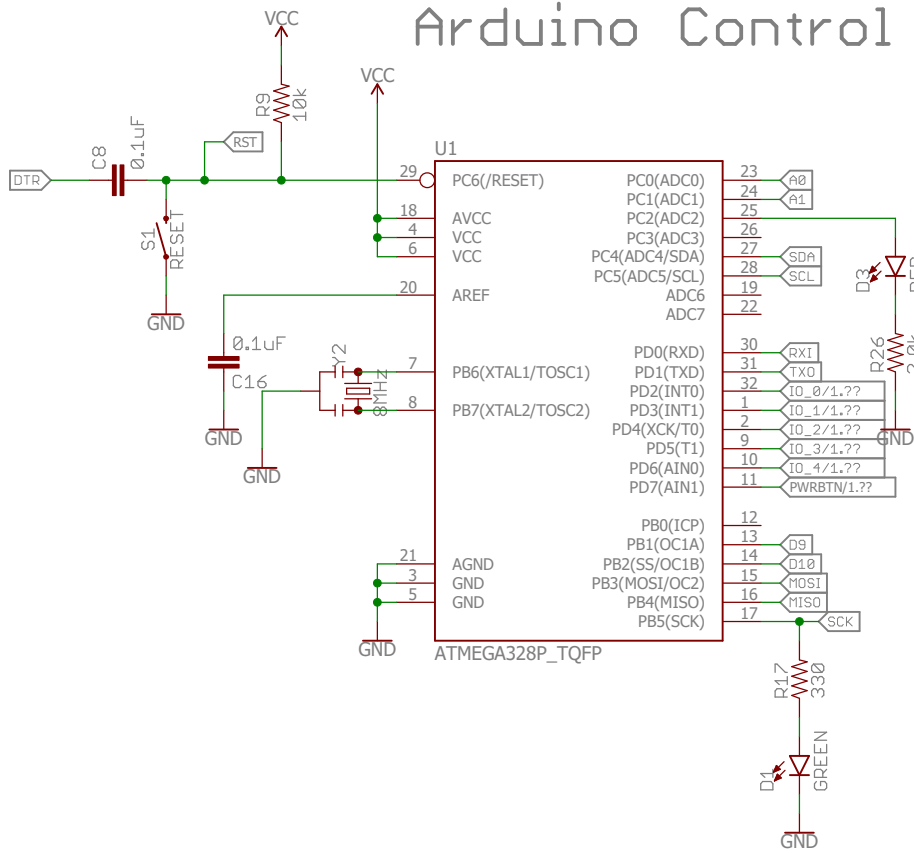 Arduino Control
VCC
R9
10k
VCC
C8
0.1uF
RST
DTR
S1
RESET
GND
U1
29 PC6(/RESET)
18 AVCC
4 VCC
6 VCC
20 AREF
7 PB6(XTAL1/TOSC1)
8 PB7(XTAL2/TOSC2)
21 AGND
3 GND
5 GND
PC0(ADC0) 23 A0
PC1(ADC1) 24 A1
PC2(ADC2) 25
PC3(ADC3) 26
PC4(ADC4/SDA) 27 SDA
PC5(ADC5/SCL) 28 SCL
ADC6 19
ADC7 22
PD0(RXD) 30 RXI
PD1(TXD) 31 TXO
PD2(INT0) 32 IO_0/1.??
PD3(INT1) 1 IO_1/1.??
PD4(XCK/T0) 2 IO_2/1.??
PD5(T1) 9 IO_3/1.??
PD6(AIN0) 10 IO_4/1.??
PD7(AIN1) 11 PWRBTN/1.??
PB0(ICP) 12
PB1(OC1A) 13 D9
PB2(SS/OC1B) 14 D10
PB3(MOSI/OC2) 15 MOSI
PB4(MISO) 16 MISO
PB5(SCK) 17 SCK
ATMEGA328P_TQFP
0.1uF
C16
GND
Y2
8MHz
GND
GND
D3
R26
GND
R17
330
D1
GREEN
GND